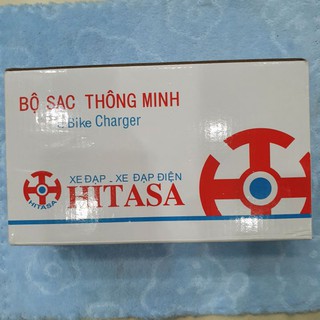 BỘ SẠC THÔNG MINH
Bike Charger
XE ĐẠP - XE ĐẠP ĐIỆN
HITASA
HITASA